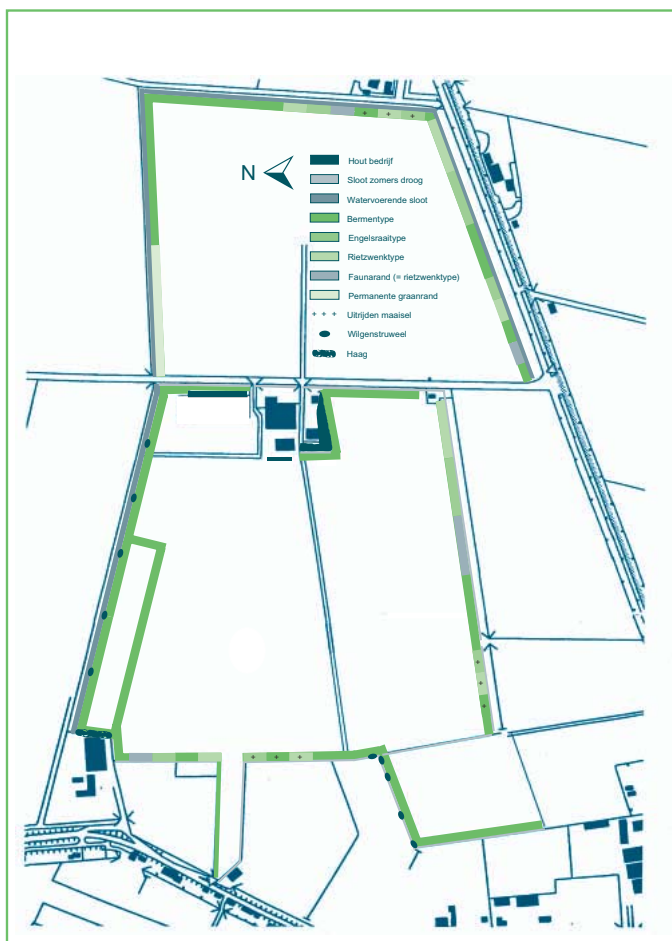 N
Hout bedrijf
Sloot zomers droog
Watervoerende sloot
Bermentype
Engelsraaitype
Rietzwenktype
Faunarand (= rietzwenktype)
Permanente graanrand
Uitrijden maaisel
Wilgenstruweel
Haag